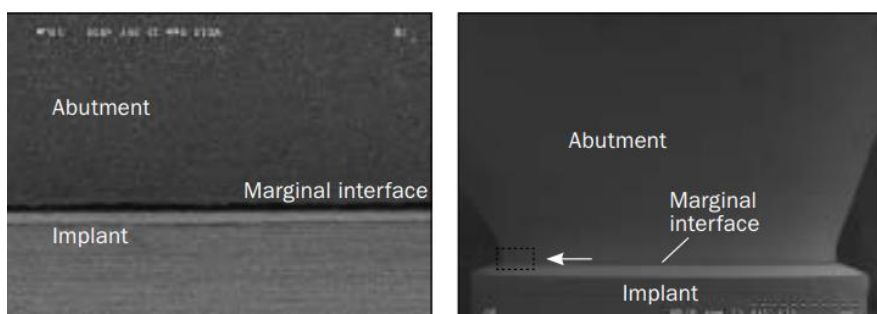 Abutment
Marginal interface
Implant
Abutment
Marginal
interface
Implant